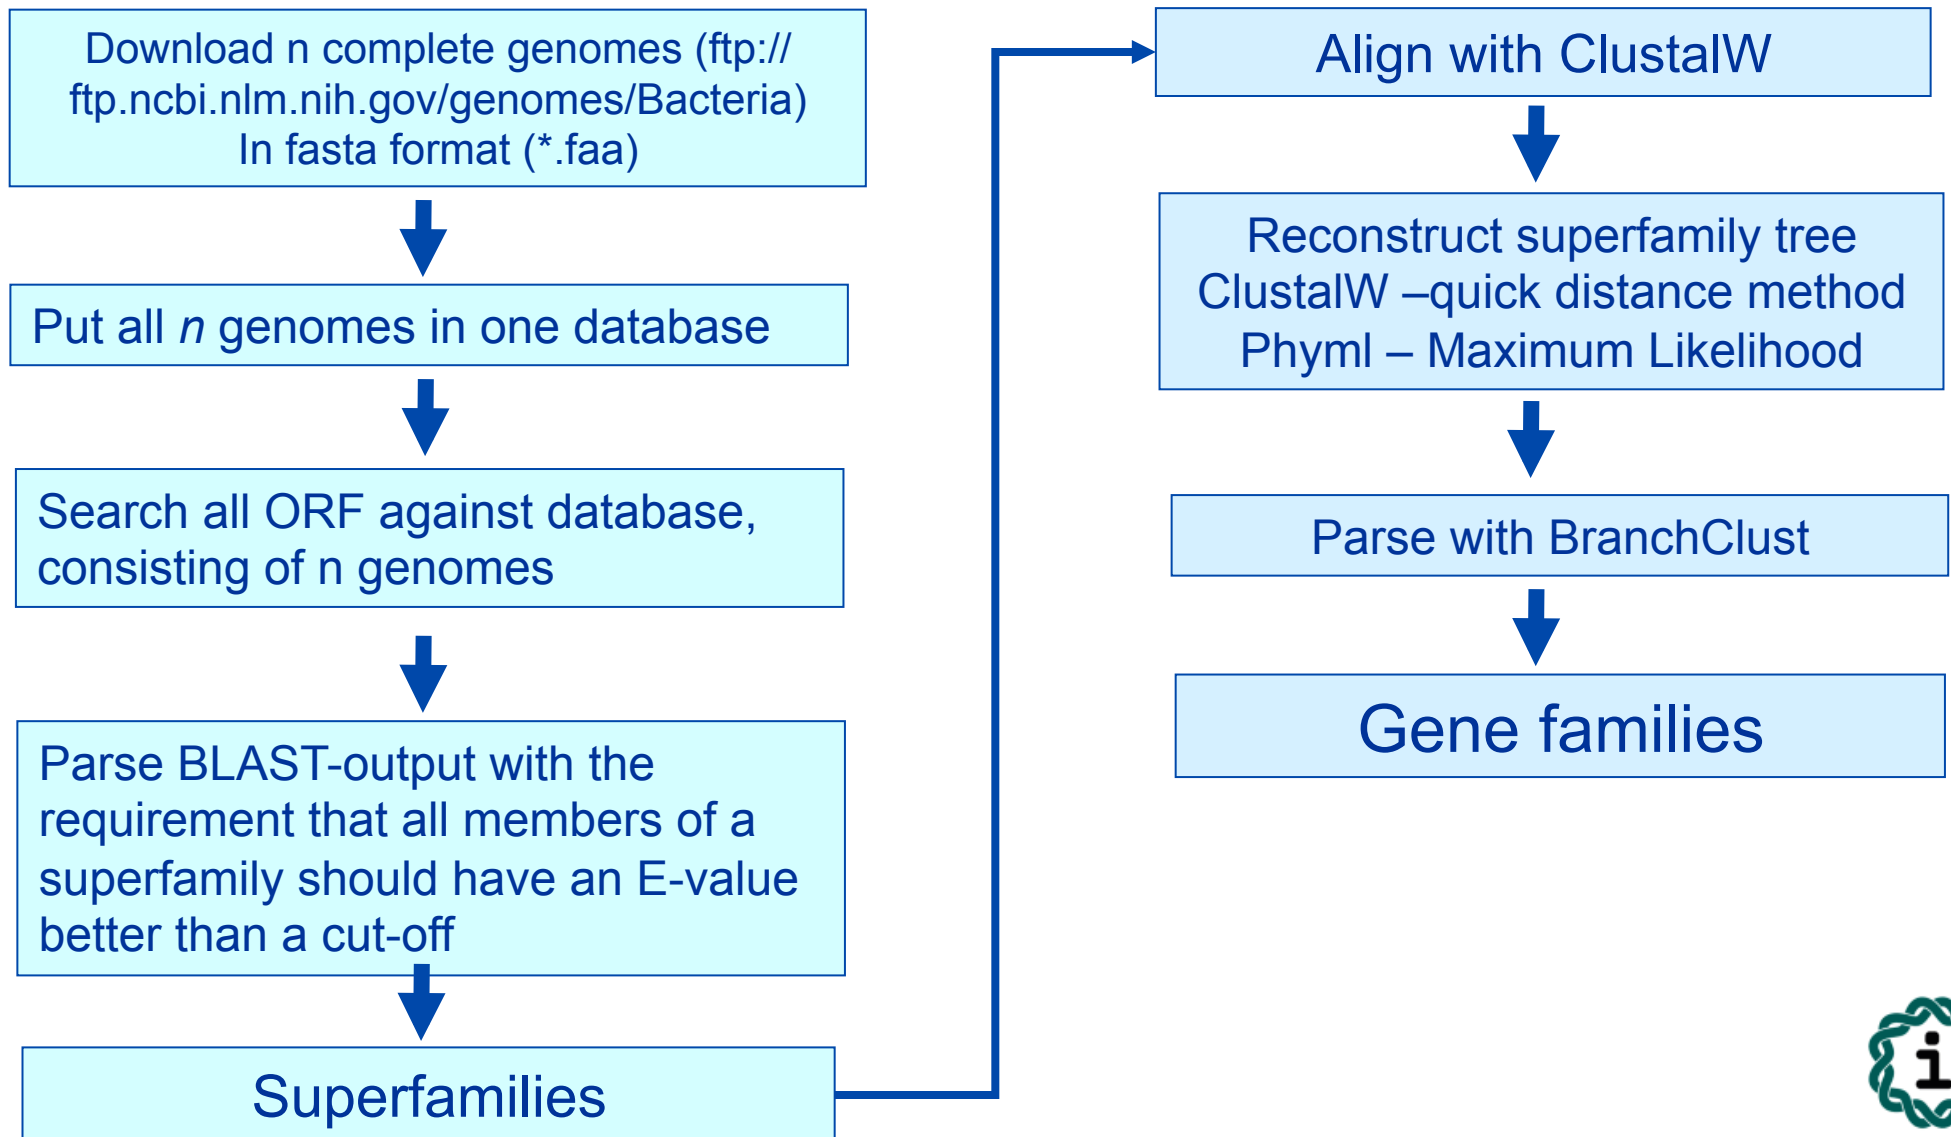 Download n complete genomes (ftp://
ftp.ncbi.nlm.nih.gov/genomes/Bacteria)
In fasta format (*.faa)
Put all n genomes in one database
Search all ORF against database,
consisting of n genomes
Parse BLAST-output with the
requirement that all members of a
superfamily should have an E-value
better than a cut-off
Superfamilies
Align with ClustalW
Reconstruct superfamily tree
ClustalW –quick distance method
Phyml – Maximum Likelihood
Parse with BranchClust
Gene families
i